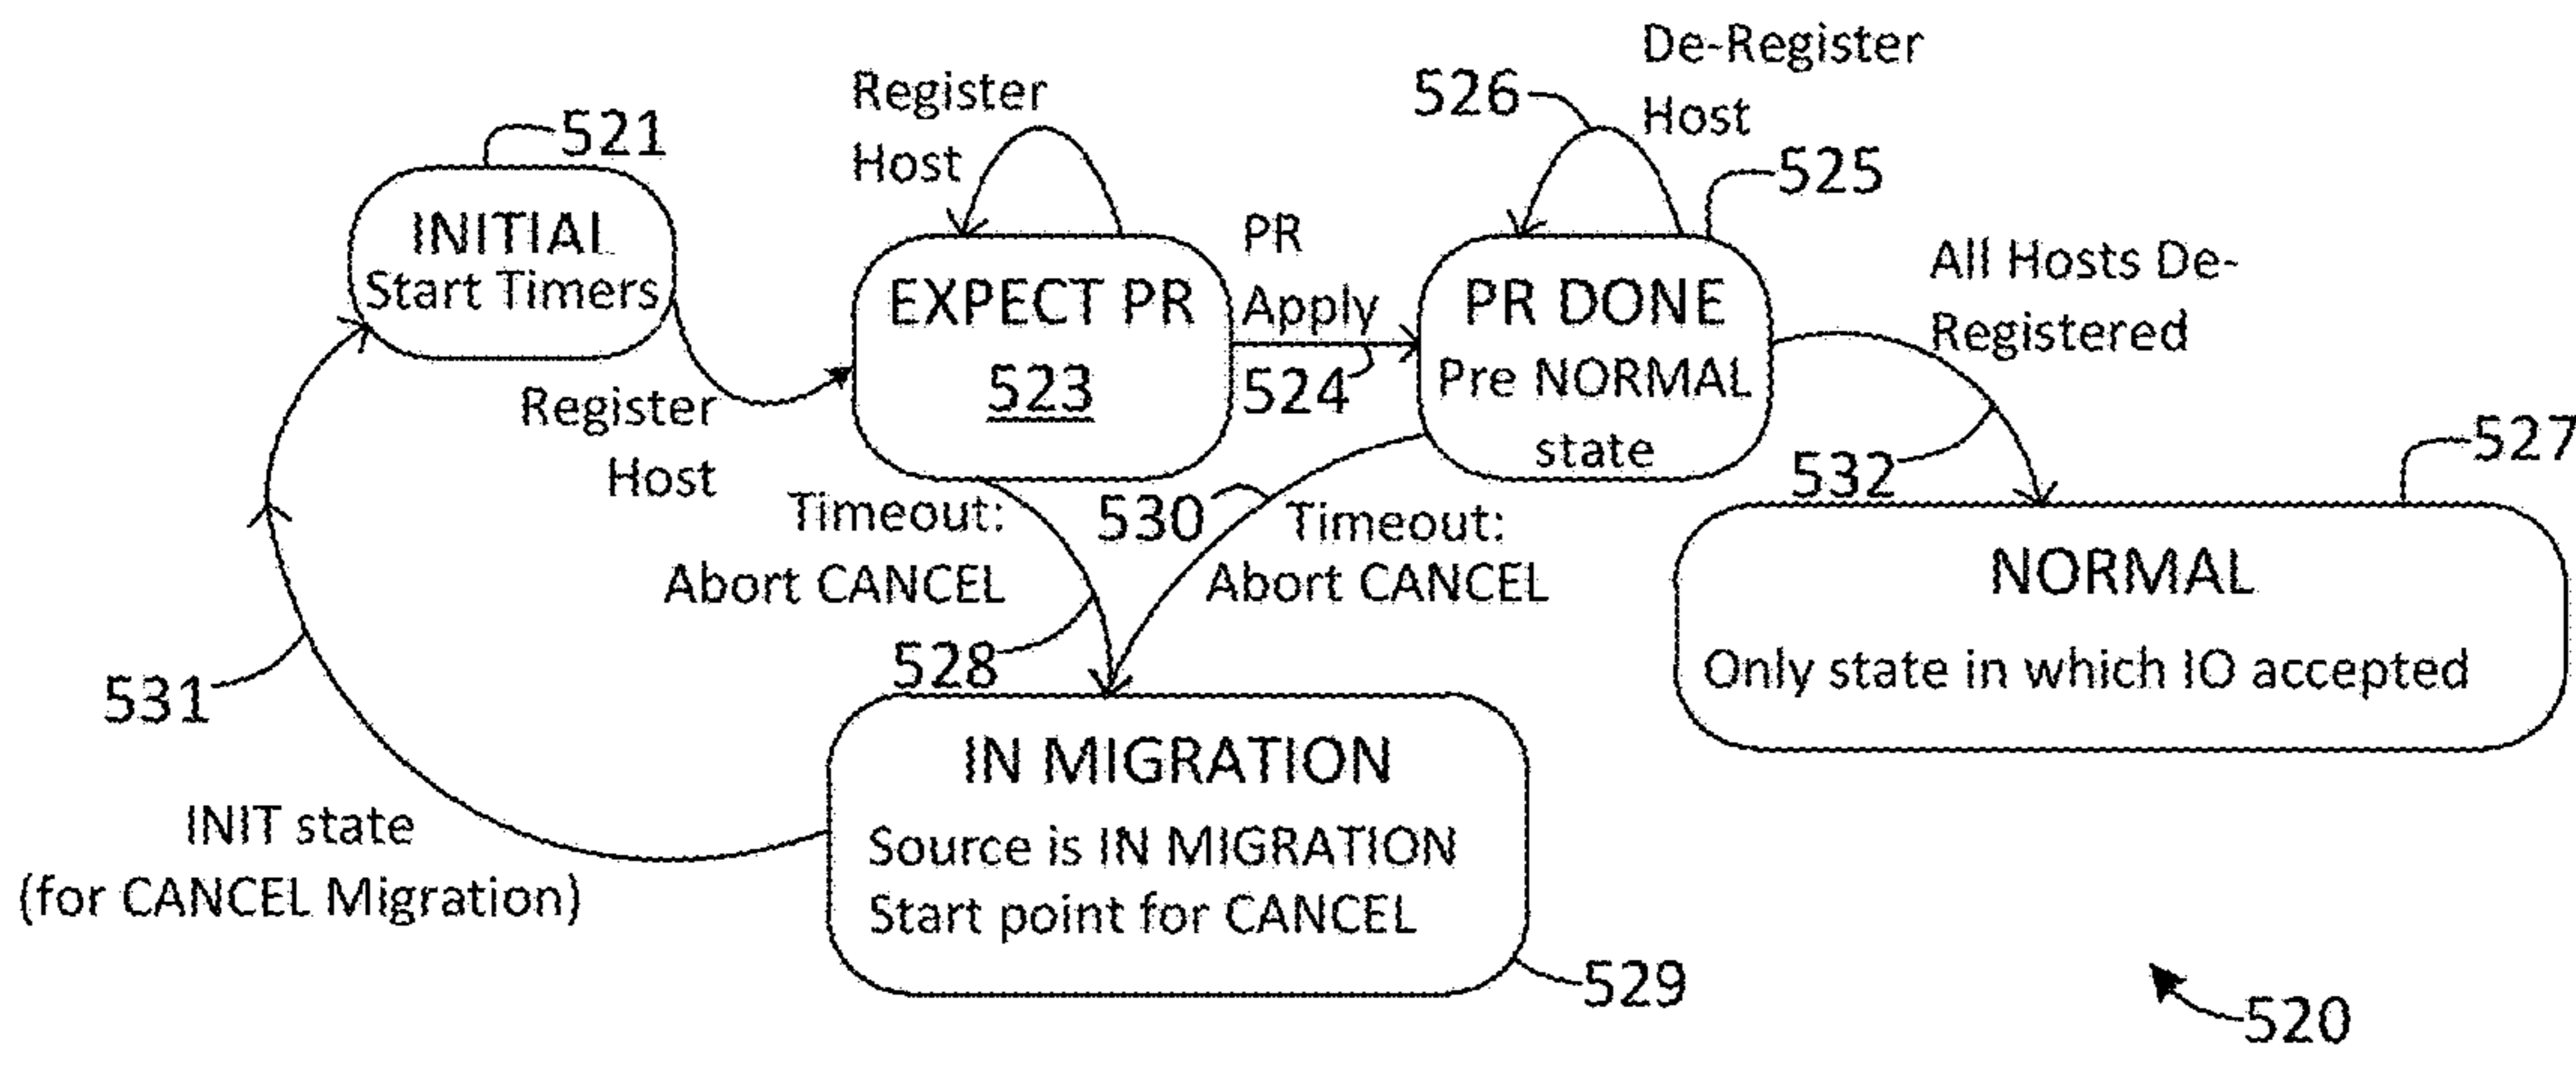 De-Register
Host
526
Register
Host
521
525
INITIAL
Start Timers
PR
Apply
524
All Hosts De-
Registered
EXPECT PR
523
PR DONE
Pre NORMAL
state
Register
Host
532
527
Timeout:
Abort CANCEL
528
530
Timeout:
Abort CANCEL
NORMAL
Only state in which IO accepted
531
INIT state
(for CANCEL Migration)
IN MIGRATION
Source is IN MIGRATION
Start point for CANCEL
529
520